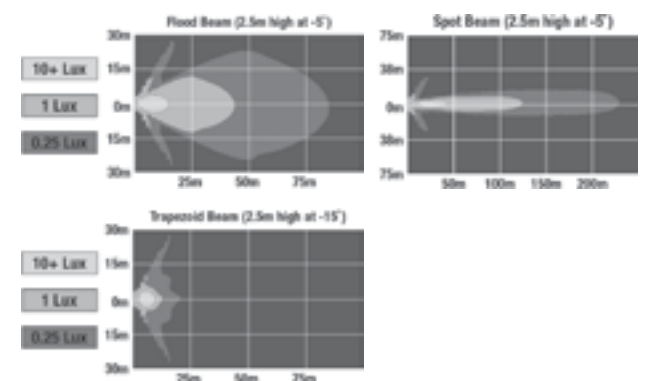 Flood Beam (2.5m high at -5°)
30m
15m
0m
15m
30m
25m
50m
75m
10+ Lux
1 Lux
0.25 Lux
Spot Beam (2.5m high at -5°)
75m
38m
0m
38m
75m
50m
100m
150m
200m
Trapezoid Beam (2.5m high at -15°)
30m
15m
0m
15m
30m
25m
50m
75m
10+ Lux
1 Lux
0.25 Lux